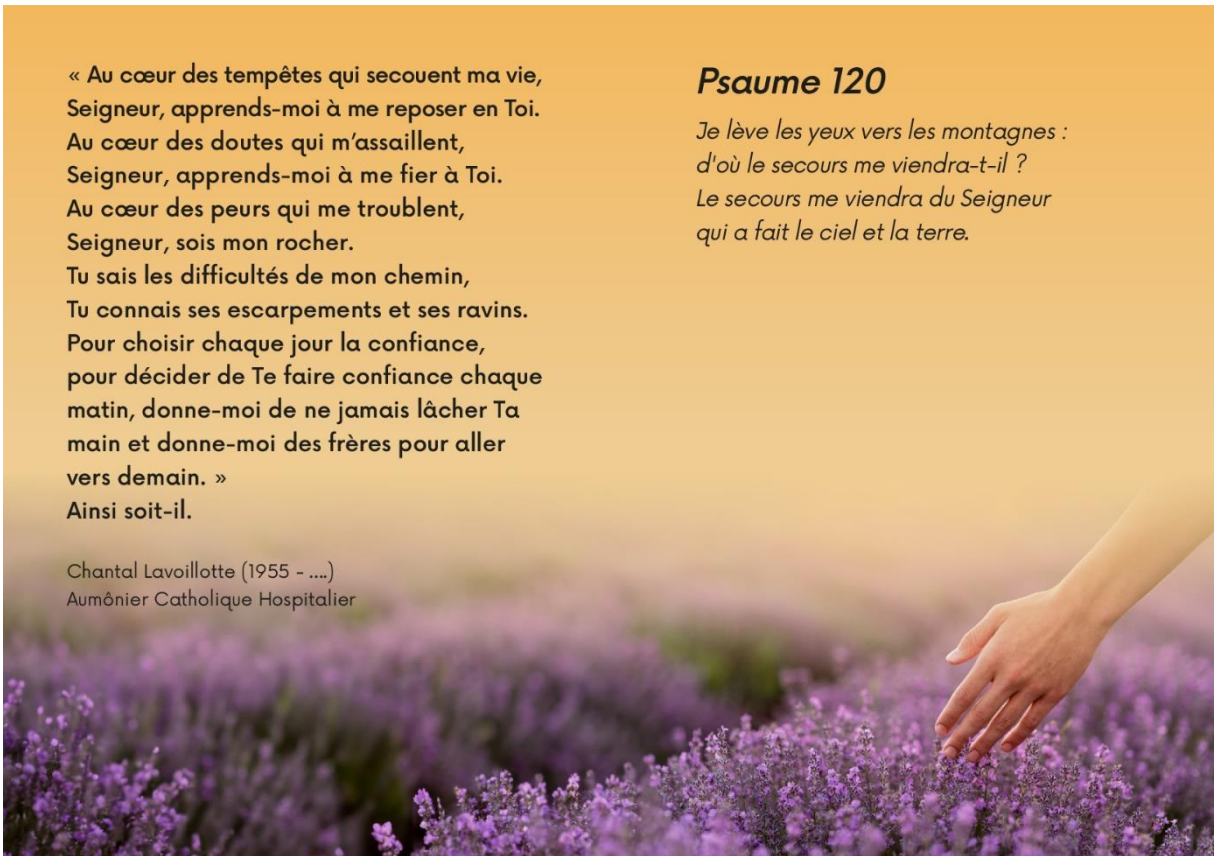 « Au cœur des tempêtes qui secouent ma vie,
Seigneur, apprends-moi à me reposer en Toi.
Au cœur des doutes qui m’assaillent,
Seigneur, apprends-moi à me fier à Toi.
Au cœur des peurs qui me troublent,
Seigneur, sois mon rocher.
Tu sais les difficultés de mon chemin,
Tu connais ses escarpements et ses ravins.
Pour choisir chaque jour la confiance,
pour décider de Te faire confiance chaque
matin, donne-moi de ne jamais lâcher Ta
main et donne-moi des frères pour aller
vers demain. »
Ainsi soit-il.
Chantal Lavoillotte (1955 - ....)
Aumônier Catholique Hospitalier
Psaume 120
Je lève les yeux vers les montagnes :
d'où le secours me viendra-t-il ?
Le secours me viendra du Seigneur
qui a fait le ciel et la terre.